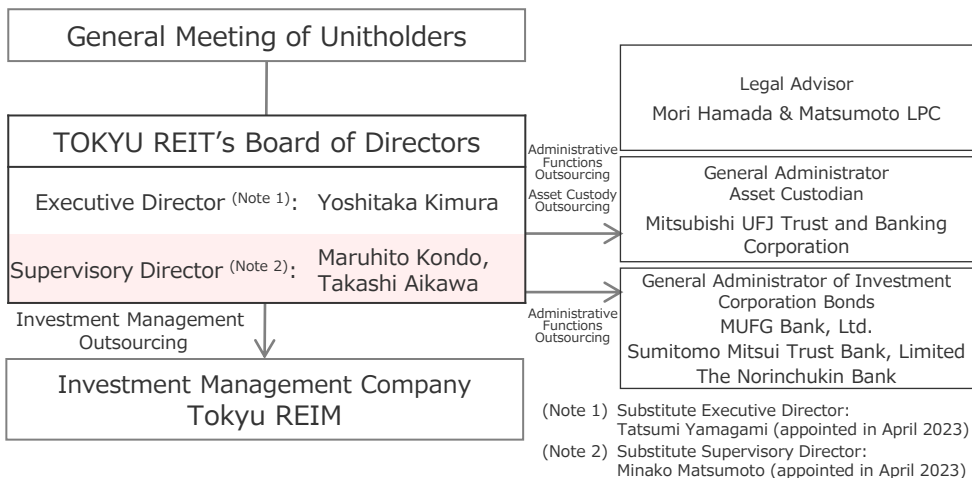 General Meeting of Unitholders
TOKYU REIT's Board of Directors
Executive Director (Note 1): Yoshitaka Kimura
Supervisory Director (Note 2): Maruhito Kondo,
Takashi Aikawa
Investment Management
Outsourcing
Investment Management Company
Tokyu REIM
Administrative
Functions
Outsourcing
Asset Custody
Outsourcing
Administrative
Functions
Outsourcing
Legal Advisor
Mori Hamada & Matsumoto LPC
General Administrator
Asset Custodian
Mitsubishi UFJ Trust and Banking
Corporation
General Administrator of Investment
Corporation Bonds
MUFG Bank, Ltd.
Sumitomo Mitsui Trust Bank, Limited
The Norinchukin Bank
(Note 1) Substitute Executive Director:
Tatsumi Yamagami (appointed in April 2023)
(Note 2) Substitute Supervisory Director:
Minako Matsumoto (appointed in April 2023)